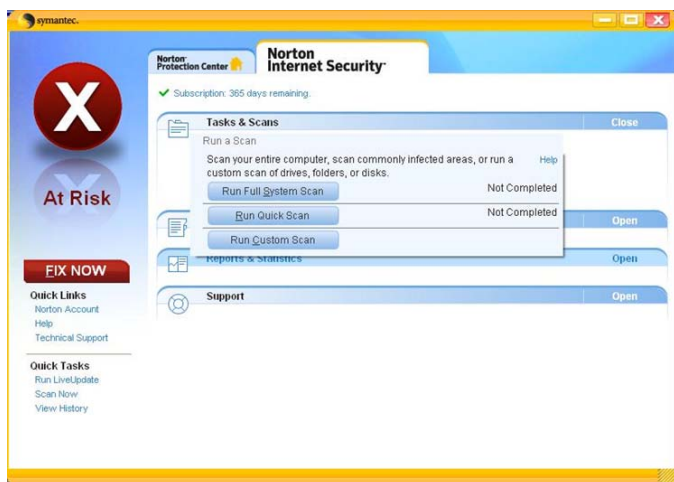 symantec.
Norton™
Protection Center
Norton
Internet Security™
Subscription: 365 days remaining.
X
At Risk
FIX NOW
Quick Links
Norton Account
Help
Technical Support
Quick Tasks
Run LiveUpdate
Scan Now
View History
Tasks & Scans
Close
Run a Scan
Scan your entire computer, scan commonly infected areas, or run a
custom scan of drives, folders, or disks.
Help
Run Full System Scan
Not Completed
Run Quick Scan
Not Completed
Run Custom Scan
Open
Reports & Statistics
Open
Support
Open